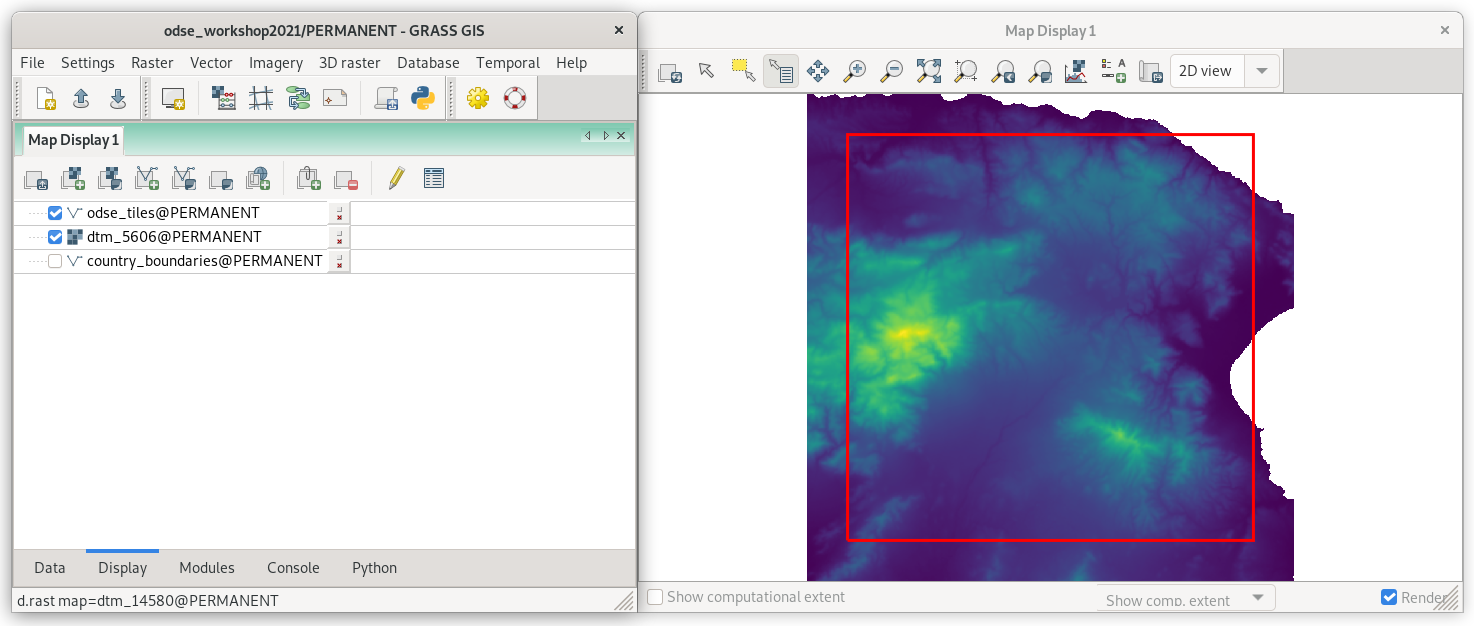 odse_workshop2021/PERMANENT - GRASS GIS
File Settings Raster Vector Imagery 3D raster Database Temporal Help
Map Display 1
odse_tiles@PERMANENT
dtm_5606@PERMANENT
country_boundaries@PERMANENT
Data Display Modules Console Python
d.rast map=dtm_14580@PERMANENT
Map Display 1
2D view
Show computational extent
Show comp. extent
Render